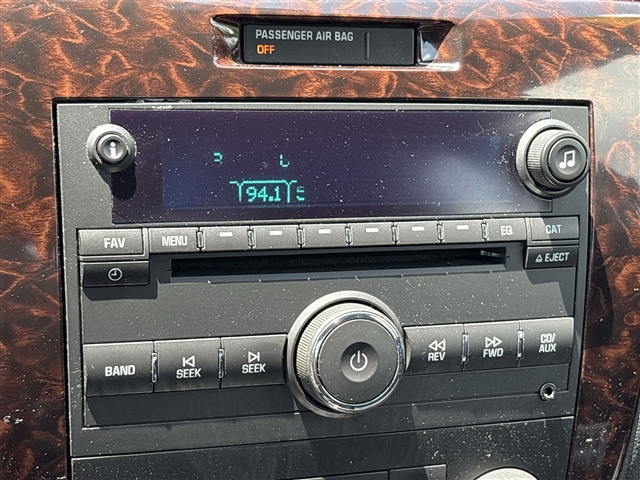 PASSENGER AIR BAG
OFF
94.1
FAV
MENU
EQ
CAT
EJECT
BAND
SEEK
SEEK
REV
FWD
CD/
AUX